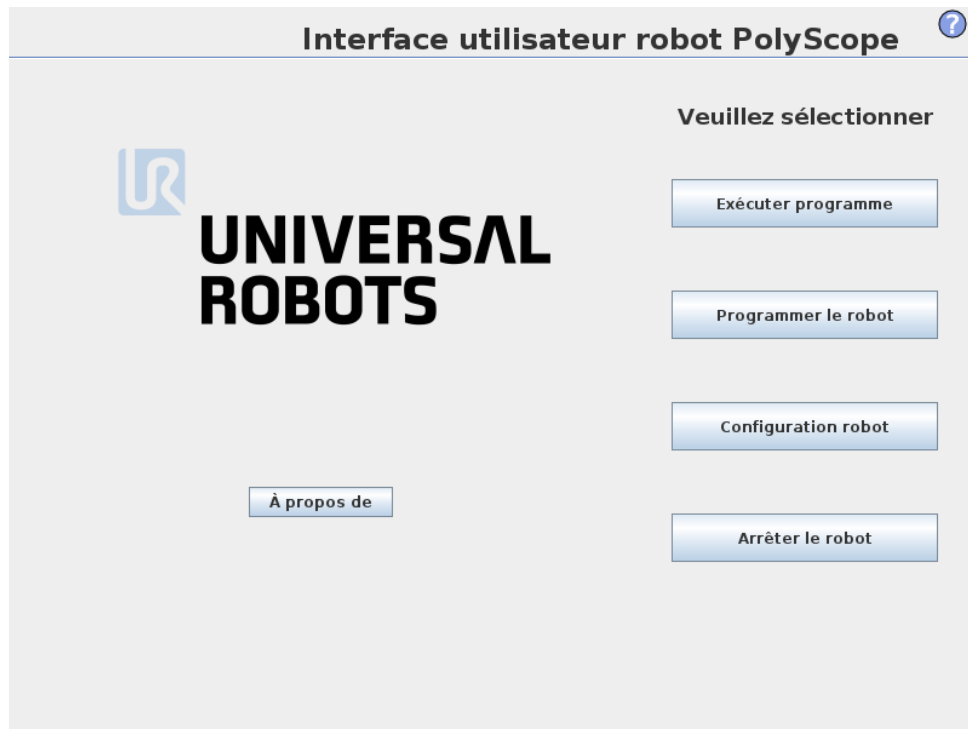 Interface utilisateur robot PolyScope
?
Veuillez sélectionner
UR
UNIVERSAL
ROBOTS
Exécuter programme
Programmer le robot
Configuration robot
À propos de
Arrêter le robot